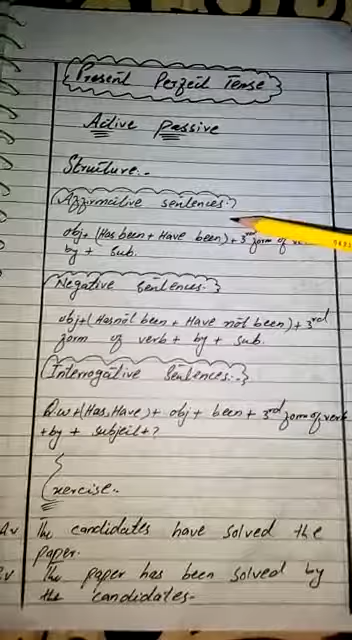 Present Perfect Tense
Active Passive
Structure..
Affirmative sentences:
obj+ (Has been + Have been) + 3rd form of
by + sub.
Negative sentences:
obj+(Has not been + Have not been) + 3rd
form of verb + by + sub.
Interrogative sentences..
Q.w+(Has, Have)+ obj+ been+ 3rd form of verb
+by + subject+?
Exercise..
Av The candidates have solved the
paper.
P.v The paper has been solved by
the candidates-